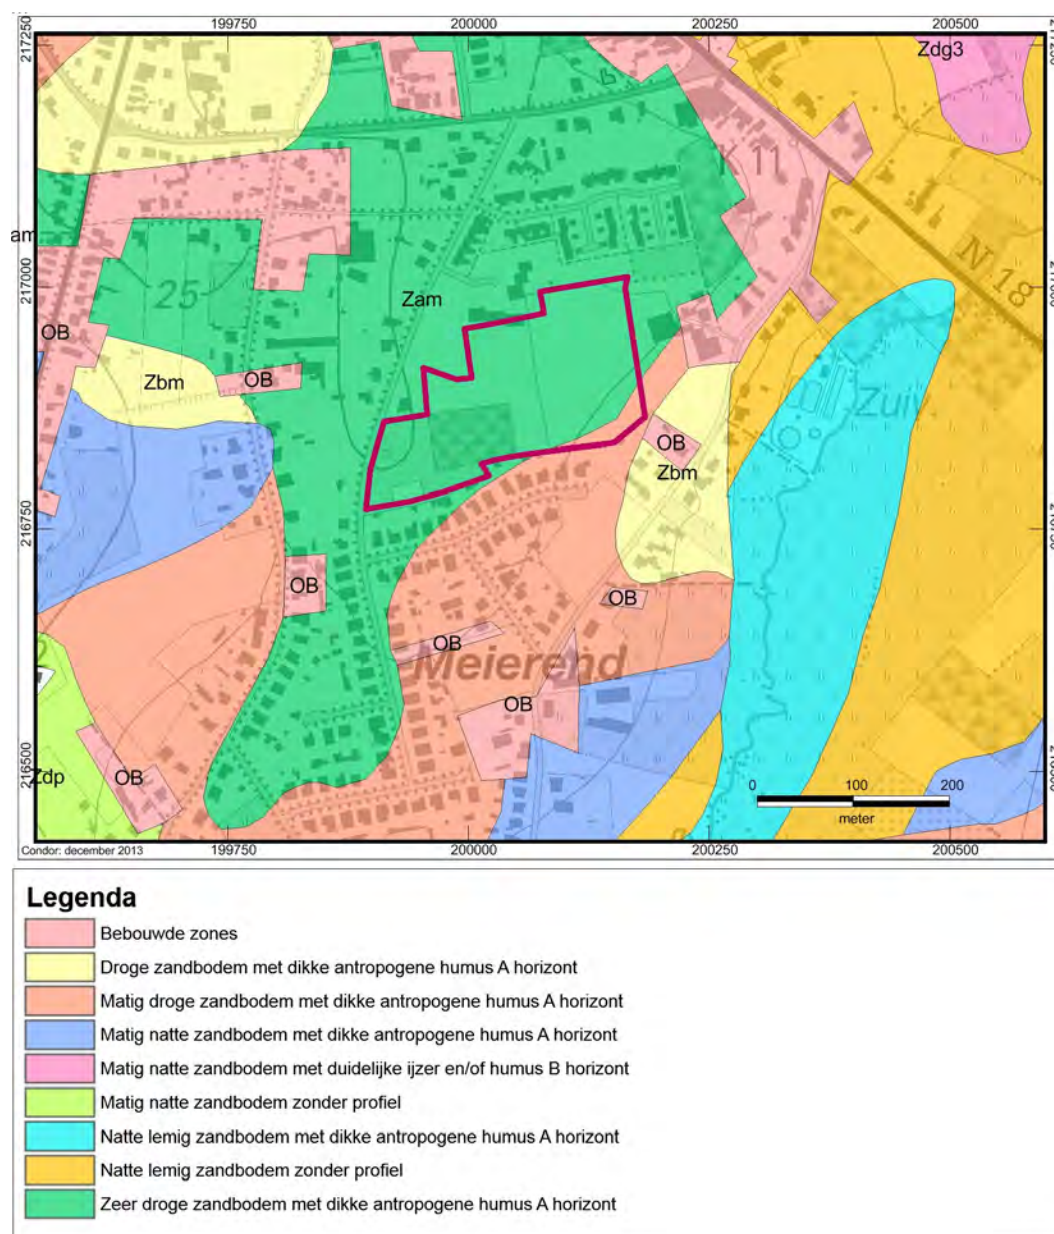 199750 200000 200250 200500
217250
Zdg3
K 11
am
217000
25
Zam
N 18
OB
Zbm
OB
Zuil
OB
Zbm
216750
OB
OB
OB
Meierend
OB
216500
Zdp
OB
0 100 200
meter
Condor: december 2013
199750 200000 200250 200500
Legenda
Bebouwde zones
Droge zandbodem met dikke antropogene humus A horizont
Matig droge zandbodem met dikke antropogene humus A horizont
Matig natte zandbodem met dikke antropogene humus A horizont
Matig natte zandbodem met duidelijke ijzer en/of humus B horizont
Matig natte zandbodem zonder profiel
Natte lemig zandbodem met dikke antropogene humus A horizont
Natte lemig zandbodem zonder profiel
Zeer droge zandbodem met dikke antropogene humus A horizont